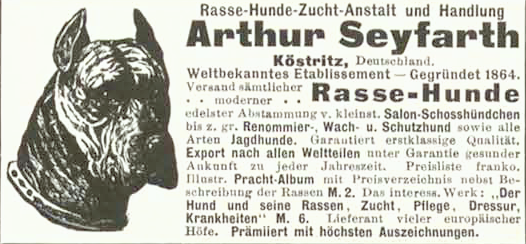 Rasse-Hunde-Zucht-Anstalt und Handlung
Arthur Seyfarth
Köstritz, Deutschland.
Weltbekanntes Etablissement — Gegründet 1864.
Versand sämtlicher
. . moderner . . Rasse-Hunde
edelster Abstammung v. kleinst. Salon-Schosshündchen
bis z. gr. Renommier-, Wach- u. Schutzhund sowie alle
Arten Jagdhunde. Garantiert erstklassige Qualität,
Export nach allen Weltteilen unter Garantie gesunder
Ankunft zu jeder Jahreszeit. Preisliste franko.
Illustr. Pracht-Album mit Preisverzeichnis nebst Be-
schreibung der Rassen M. 2. Das interess. Werk: „Der
Hund und seine Rassen, Zucht, Pflege, Dressur,
Krankheiten" M. 6. Lieferant vieler europäischer
Höfe. Prämiiert mit höchsten Auszeichnungen.